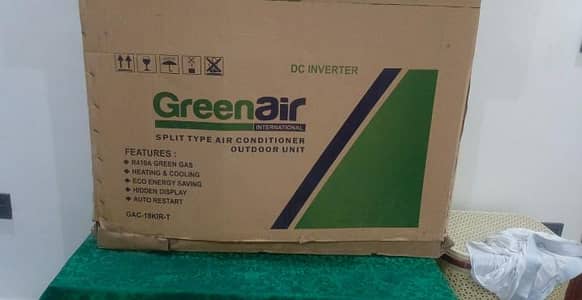 DC INVERTER
Greenair
INTERNATIONAL
SPLIT TYPE AIR CONDITIONER
OUTDOOR UNIT
FEATURES :
R410A GREEN GAS
HEATING & COOLING
ECO ENERGY SAVING
HIDDEN DISPLAY
AUTO RESTART
GAC-18KIR-T